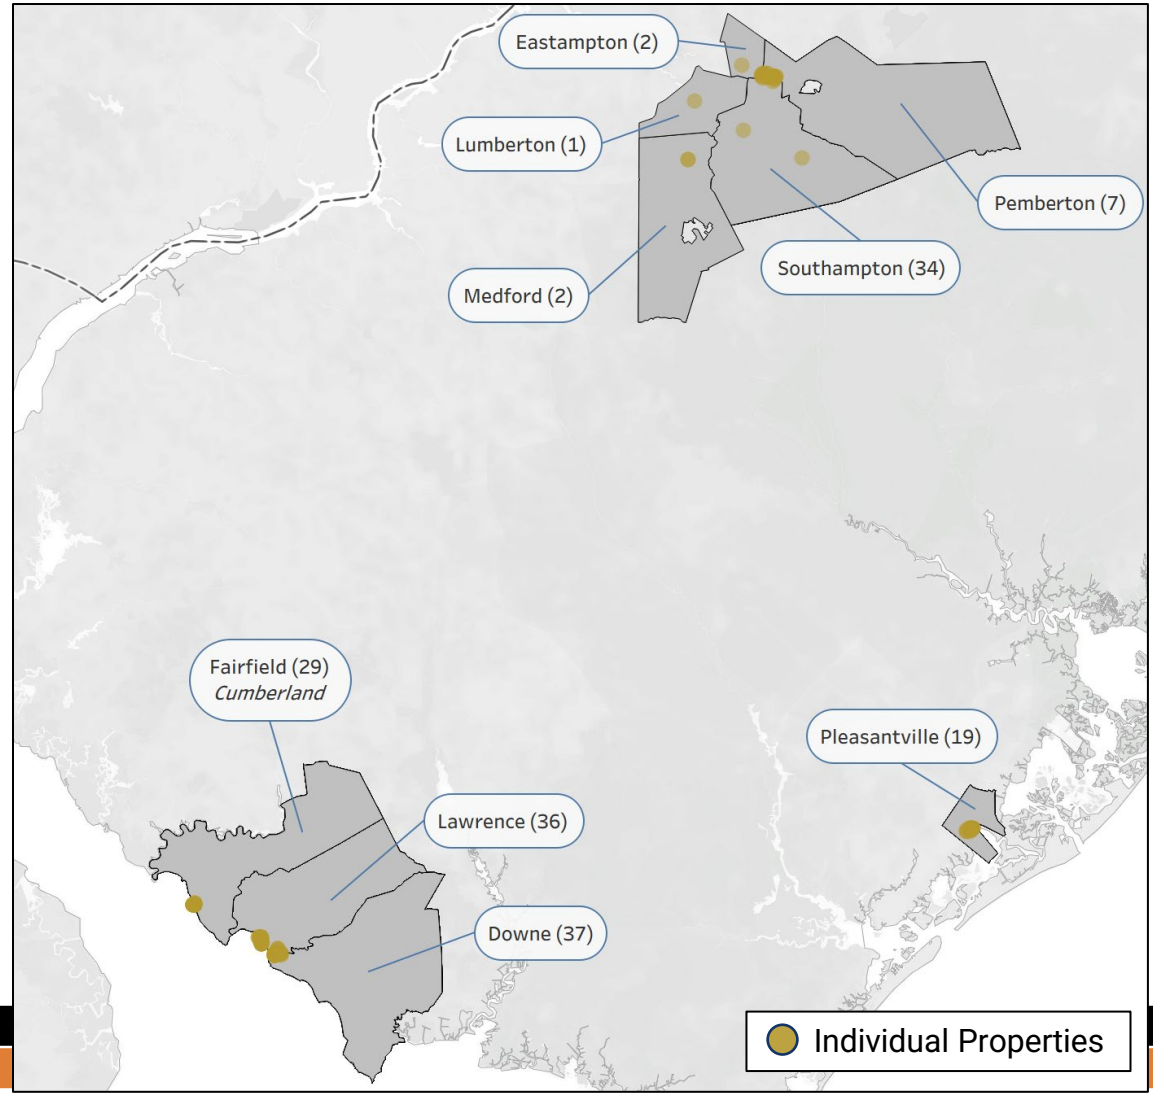 Eastampton (2)
Lumberton (1)
Pemberton (7)
Southampton (34)
Medford (2)
Fairfield (29)
Cumberland
Pleasantville (19)
Lawrence (36)
Downe (37)
Individual Properties